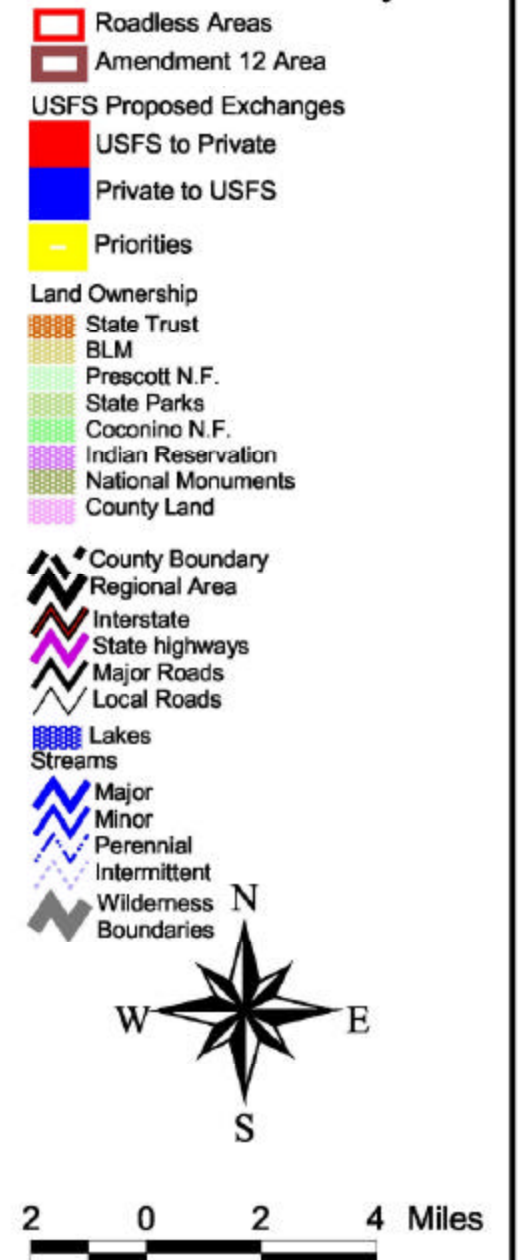 Roadless Areas
Amendment 12 Area
USFS Proposed Exchanges
USFS to Private
Private to USFS
Priorities
Land Ownership
State Trust
BLM
Prescott N.F.
State Parks
Coconino N.F.
Indian Reservation
National Monuments
County Land
County Boundary
Regional Area
Interstate
State highways
Major Roads
Local Roads
Lakes
Streams
Major
Minor
Perennial
Intermittent
Wilderness
Boundaries
N
W E
S
2 0 2 4 Miles